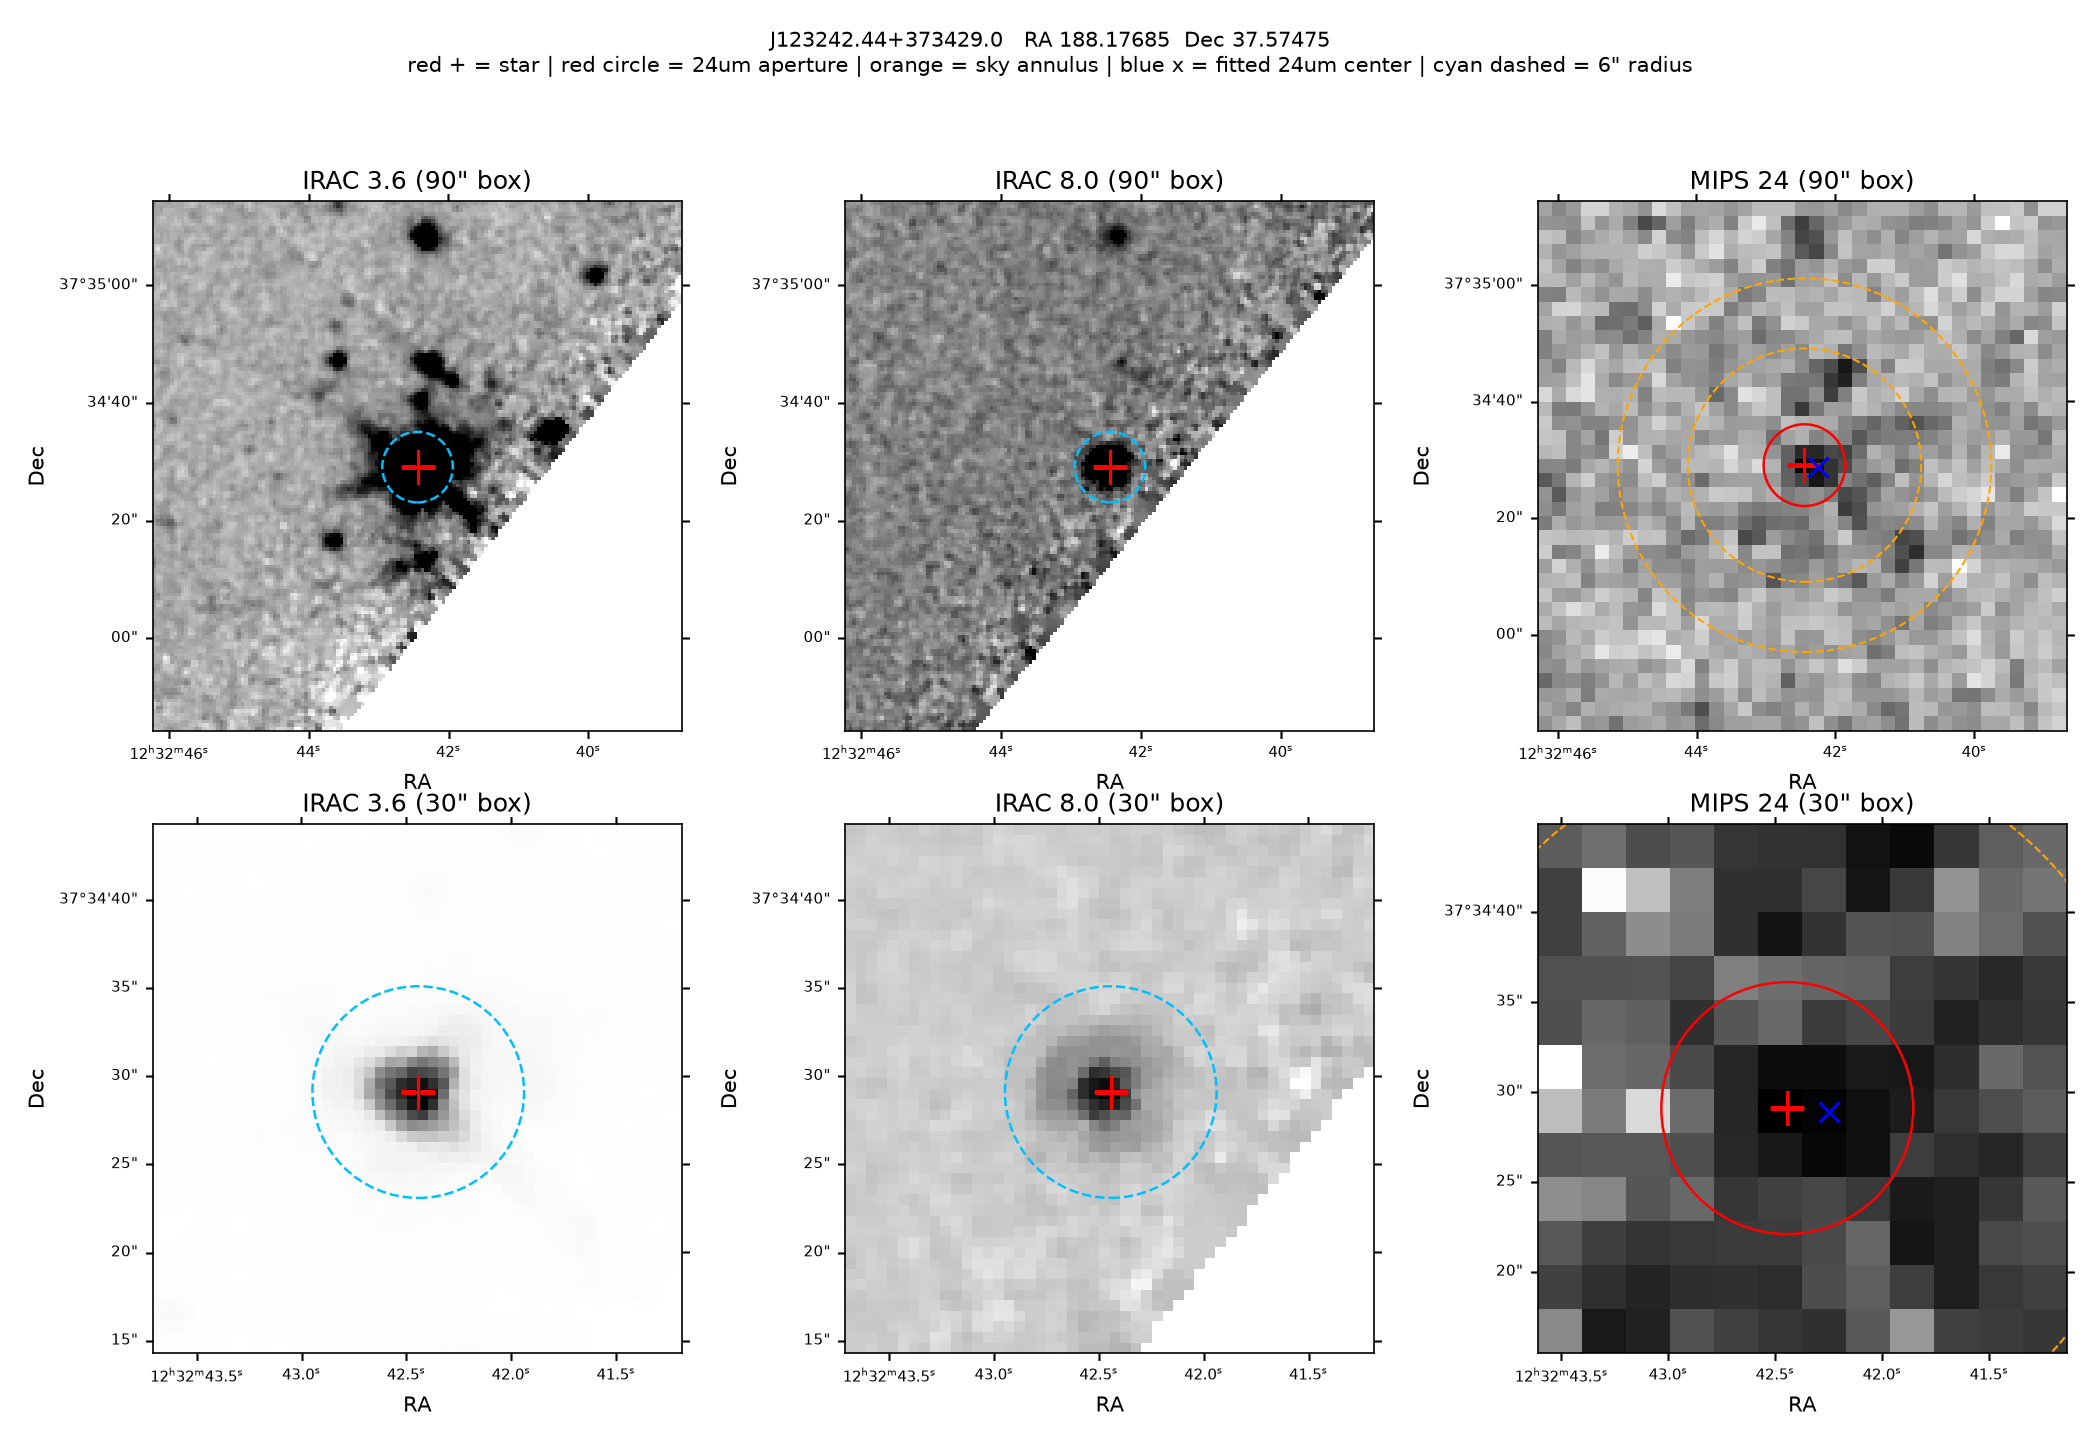 J123242.44+373429.0 RA 188.17685 Dec 37.57475
red + = star | red circle = 24um aperture | orange = sky annulus | blue x = fitted 24um center | cyan dashed = 6" radius
IRAC 3.6 (90" box)
IRAC 8.0 (90" box)
MIPS 24 (90" box)
Dec
37°35'00"
34'40"
20"
00"
12ʰ32ᵐ46ˢ
44ˢ
42ˢ
40ˢ
RA
Dec
37°35'00"
34'40"
20"
00"
12ʰ32ᵐ46ˢ
44ˢ
42ˢ
40ˢ
RA
Dec
37°35'00"
34'40"
20"
00"
12ʰ32ᵐ46ˢ
44ˢ
42ˢ
40ˢ
RA
IRAC 3.6 (30" box)
IRAC 8.0 (30" box)
MIPS 24 (30" box)
Dec
37°34'40"
35"
30"
25"
20"
15"
12ʰ32ᵐ43.5ˢ
43.0ˢ
42.5ˢ
42.0ˢ
41.5ˢ
RA
Dec
37°34'40"
35"
30"
25"
20"
15"
12ʰ32ᵐ43.5ˢ
43.0ˢ
42.5ˢ
42.0ˢ
41.5ˢ
RA
Dec
37°34'40"
35"
30"
25"
20"
12ʰ32ᵐ43.5ˢ
43.0ˢ
42.5ˢ
42.0ˢ
41.5ˢ
RA